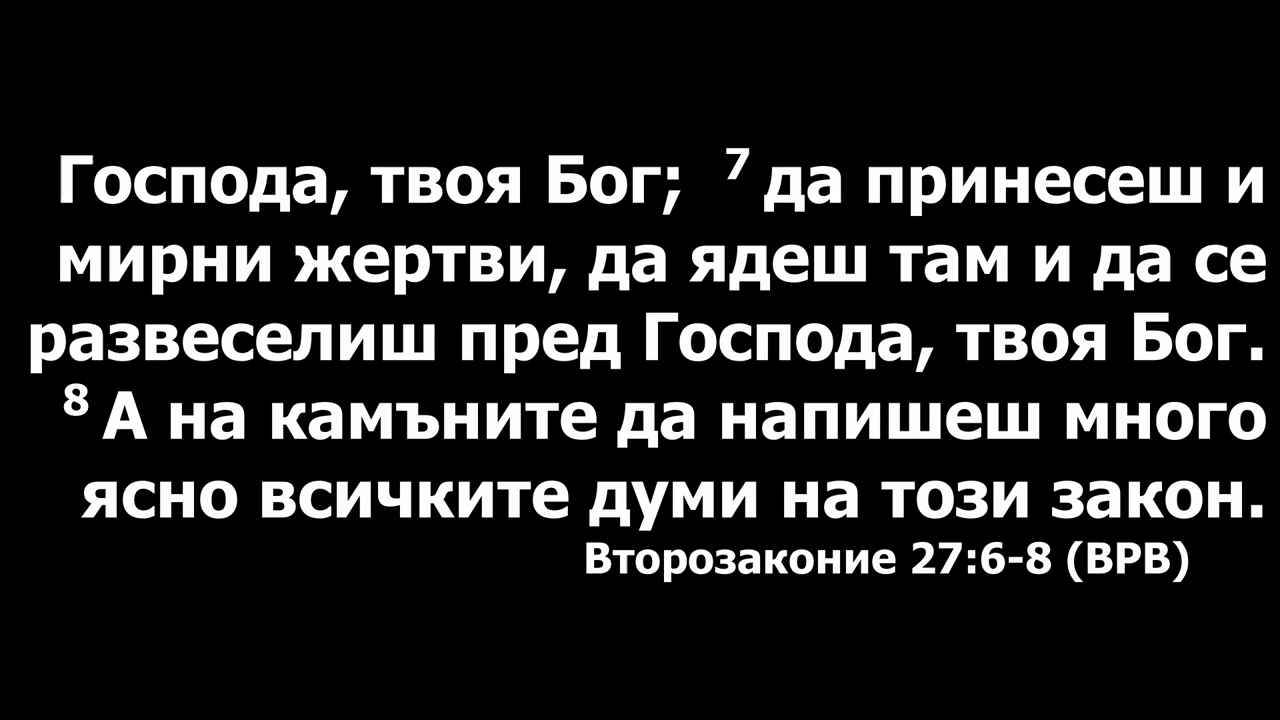 Господа, твоя Бог; 7 да принесеш и
мирни жертви, да ядеш там и да се
развеселиш пред Господа, твоя Бог.
8 А на камъните да напишеш много
ясно всичките думи на този закон.
Второзаконие 27:6-8 (ВРВ)